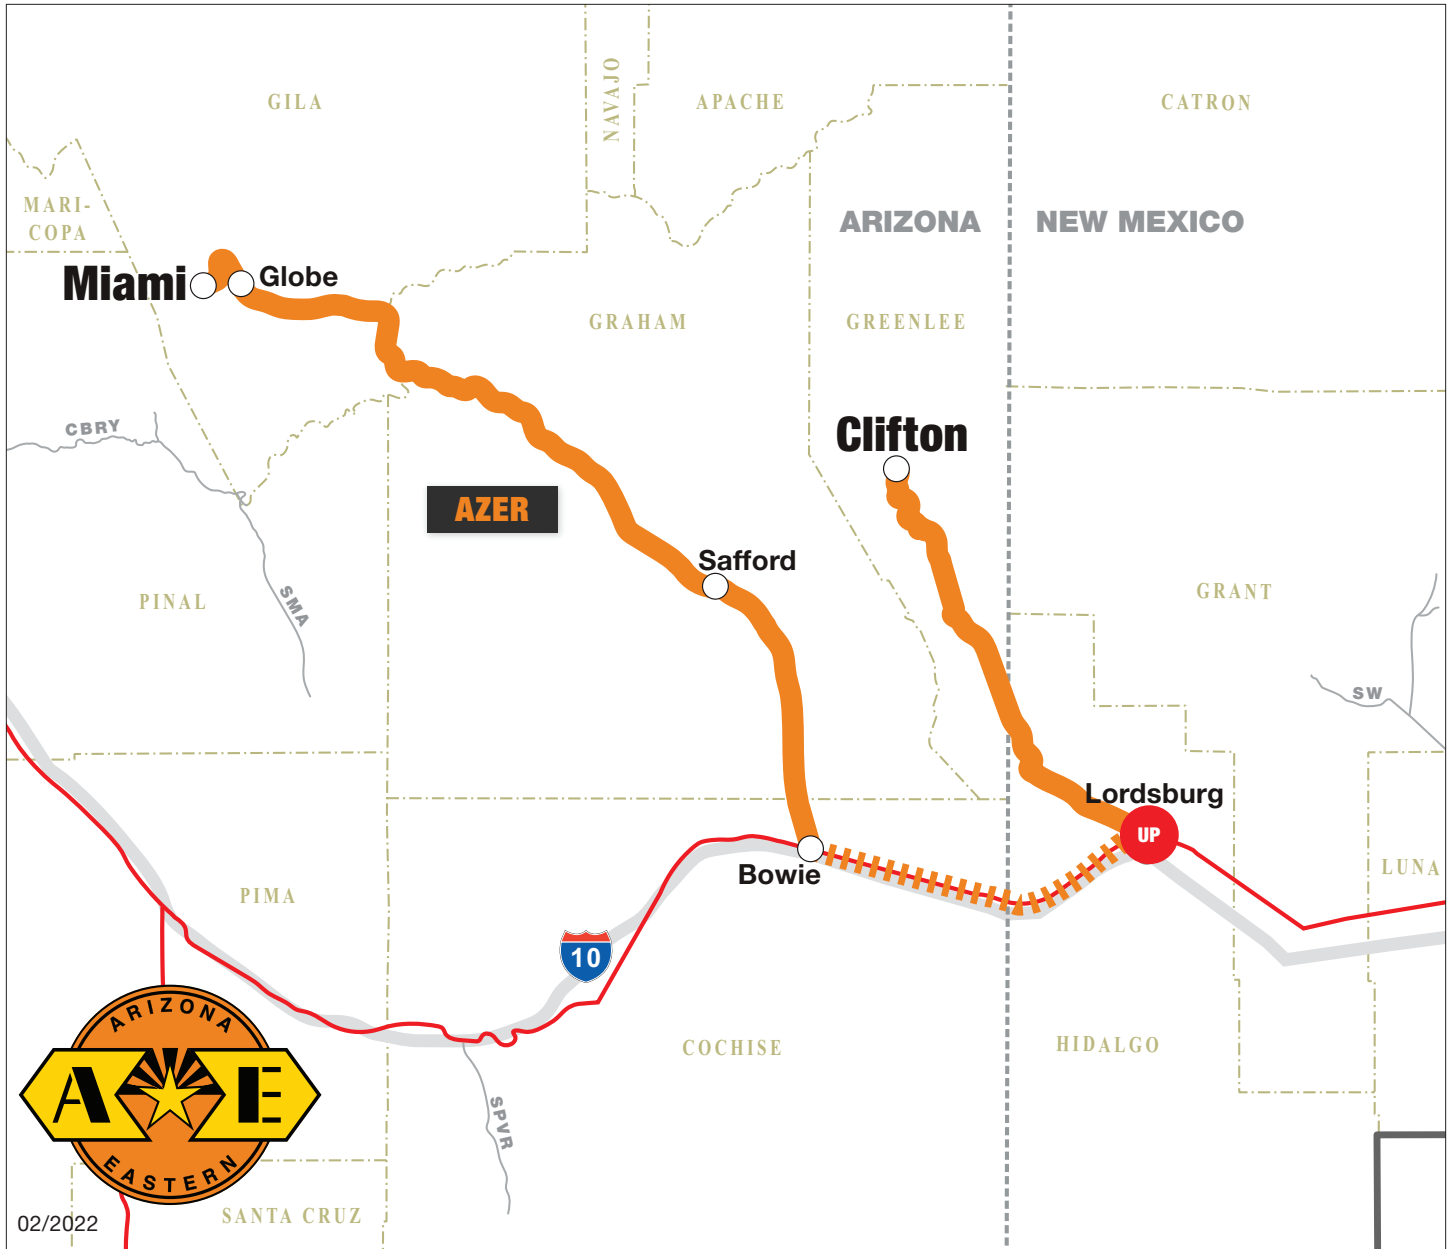 GILA
NAVAJO
APACHE
CATRON
MARI-
COPA
ARIZONA
NEW MEXICO
Miami
Globe
GRAHAM
GREENLEE
CBRY
Clifton
AZER
Safford
SMA
PINAL
GRANT
SW
Lordsburg
UP
Bowie
LUNA
PIMA
10
ARIZONA
A E
EASTERN
COCHISE
HIDALGO
SPVR
SANTA CRUZ
02/2022